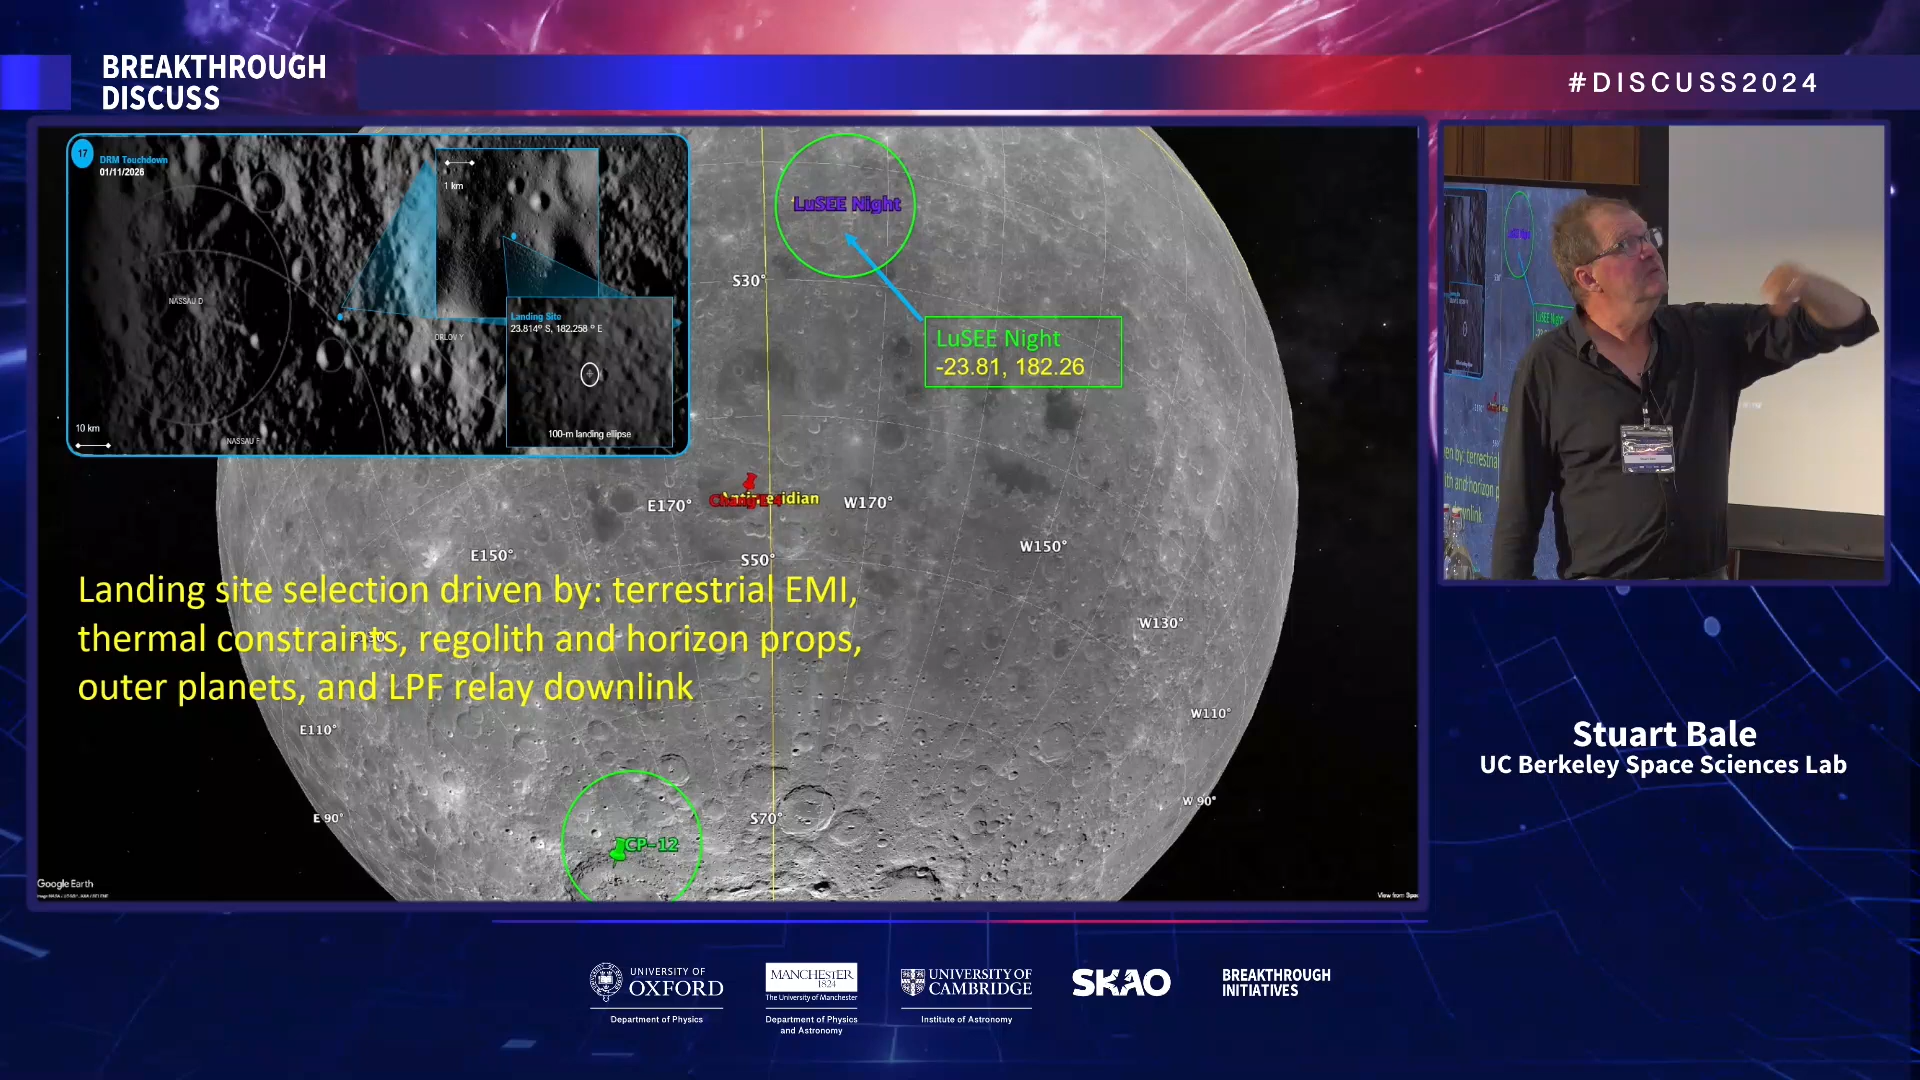 BREAKTHROUGH
DISCUSS
#DISCUSS2024
17
DRM Touchdown
01/11/2026
1 km
NASSAU D
ORLOV Y
Landing Site
23.814° S, 182.258 ° E
10 km
NASSAU F
100-m landing ellipse
LuSEE Night
S30°
LuSEE Night
-23.81, 182.26
E170°
Antimeridian
W170°
E150°
S50°
W150°
Landing site selection driven by: terrestrial EMI,
thermal constraints, regolith and horizon props,
outer planets, and LPF relay downlink
W130°
E110°
W110°
E 90°
S70°
W 90°
CP-12
Google Earth
Stuart Bale
UC Berkeley Space Sciences Lab
UNIVERSITY OF
OXFORD
Department of Physics
MANCHESTER
1824
The University of Manchester
Department of Physics
and Astronomy
UNIVERSITY OF
CAMBRIDGE
Institute of Astronomy
SKAO
BREAKTHROUGH
INITIATIVES